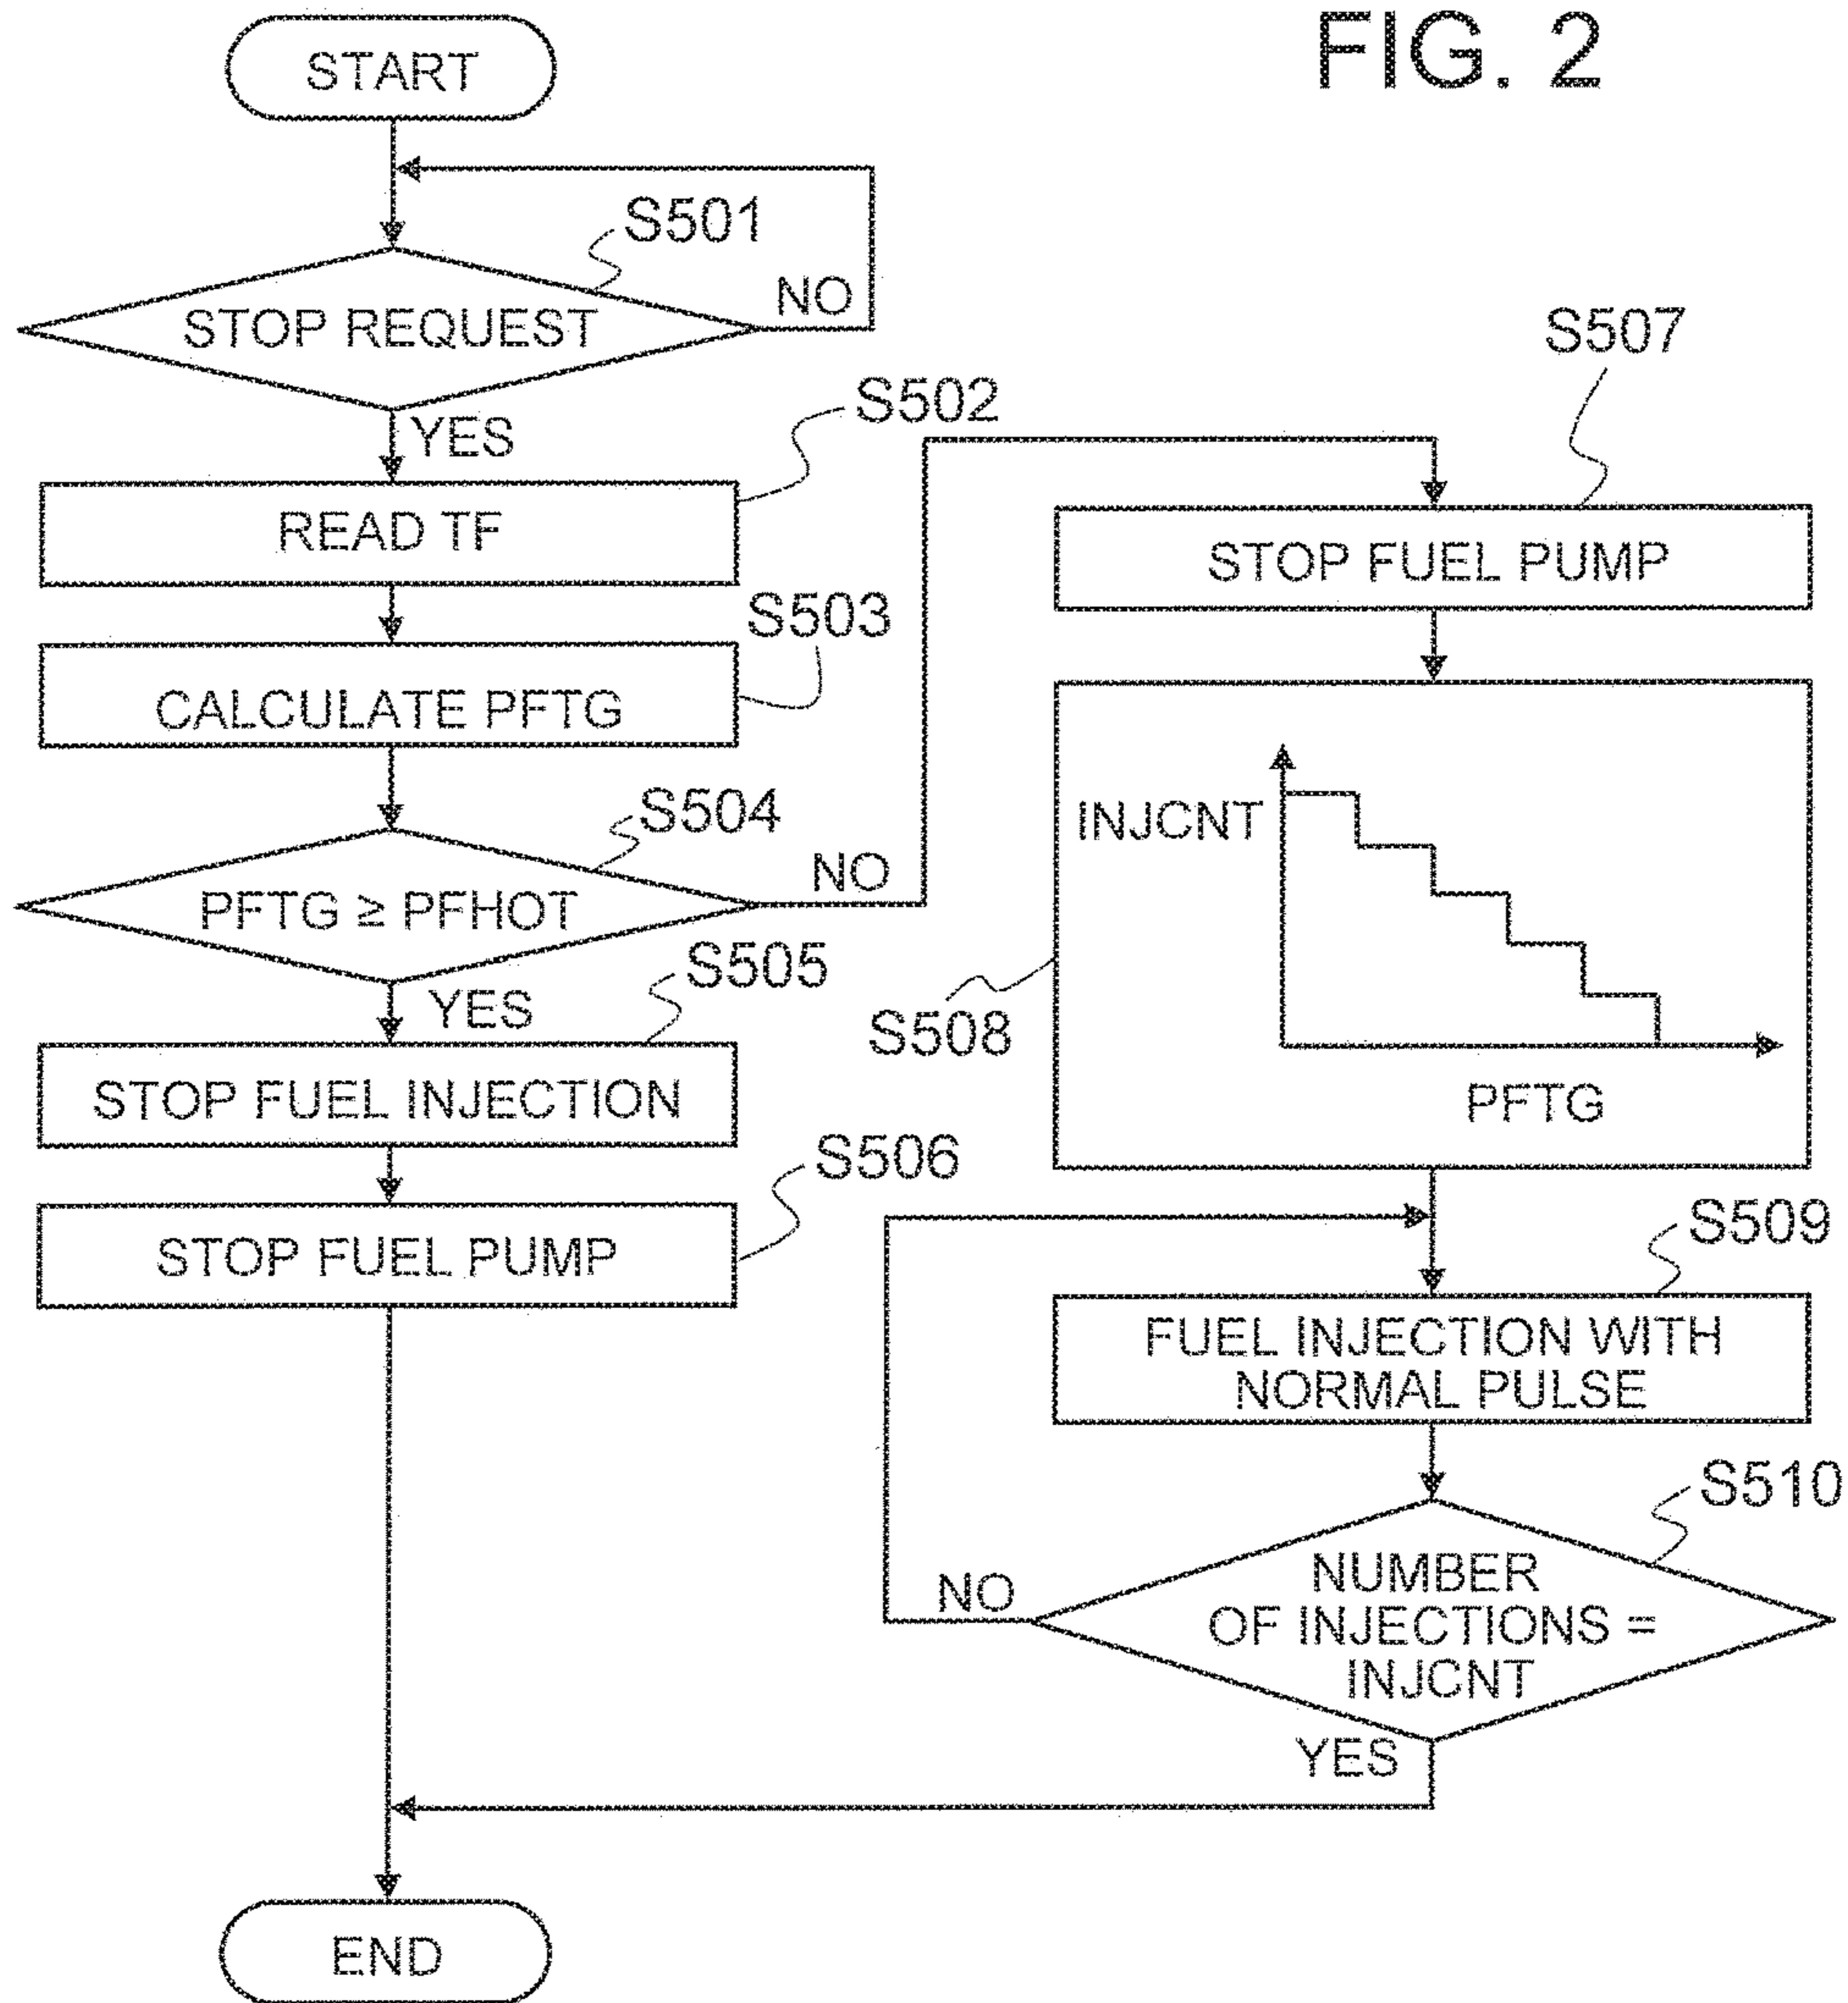 FIG. 2
START
S501
STOP REQUEST
NO
YES
S502
READ TF
S503
CALCULATE PFTG
S504
PFTG ≥ PFHOT
NO
YES
S505
STOP FUEL INJECTION
S506
STOP FUEL PUMP
S507
STOP FUEL PUMP
INJCNT
PFTG
S508
S509
FUEL INJECTION WITH
NORMAL PULSE
S510
NUMBER
OF INJECTIONS =
INJCNT
NO
YES
END